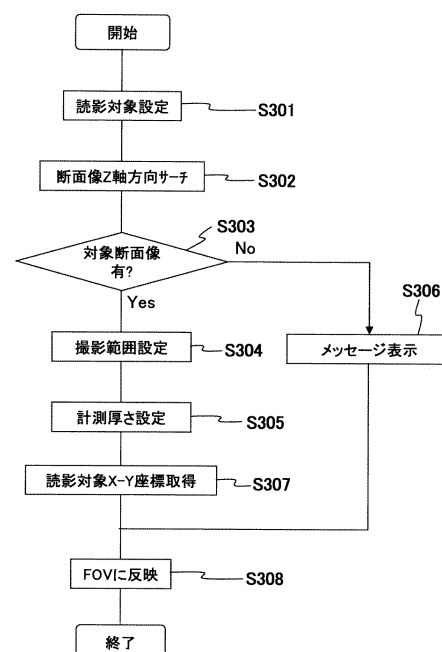 開始
読影対象設定
S301
断面像Z軸方向サーチ
S302
S303
対象断面像
有?
No
Yes
S306
メッセージ表示
撮影範囲設定
S304
計測厚さ設定
S305
読影対象X-Y座標取得
S307
FOVに反映
S308
終了